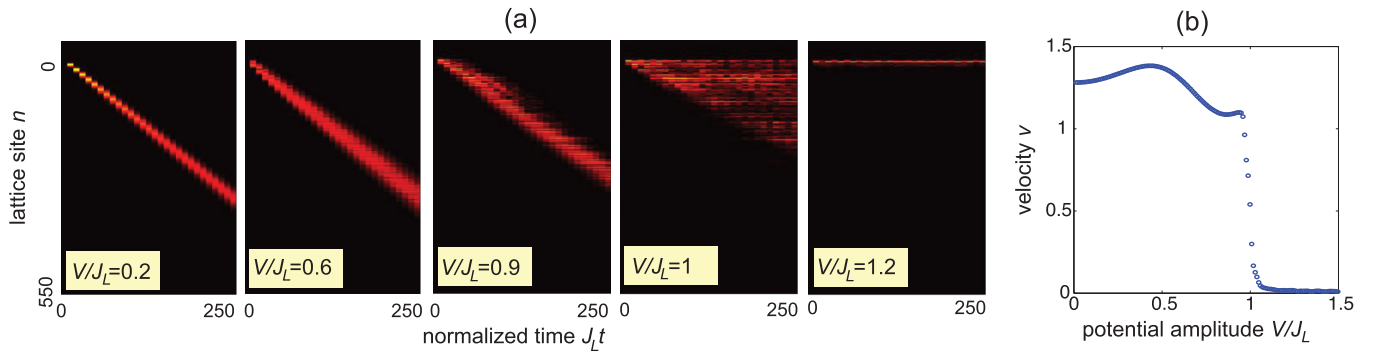 (a)
(b)
lattice site n
0
550
V/J_L=0.2
V/J_L=0.6
V/J_L=0.9
V/J_L=1
V/J_L=1.2
0 250 0 250 0 250 0 250 0 250
normalized time J_Lt
velocity v
1.5
1
0.5
0
0 0.5 1 1.5
potential amplitude V/J_L